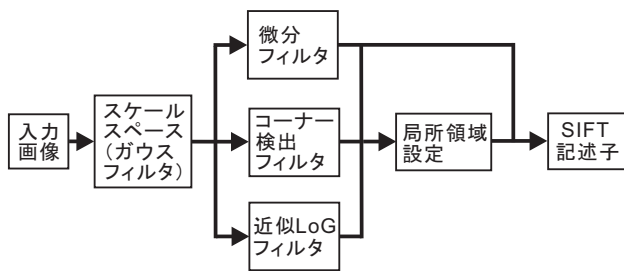 入力
画像
スケール
スペース
(ガウス
フィルタ)
微分
フィルタ
コーナー
検出
フィルタ
近似LoG
フィルタ
局所領域
設定
SIFT
記述子